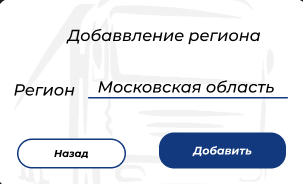 Добаввление региона
Регион Московская область
Назад Добавить